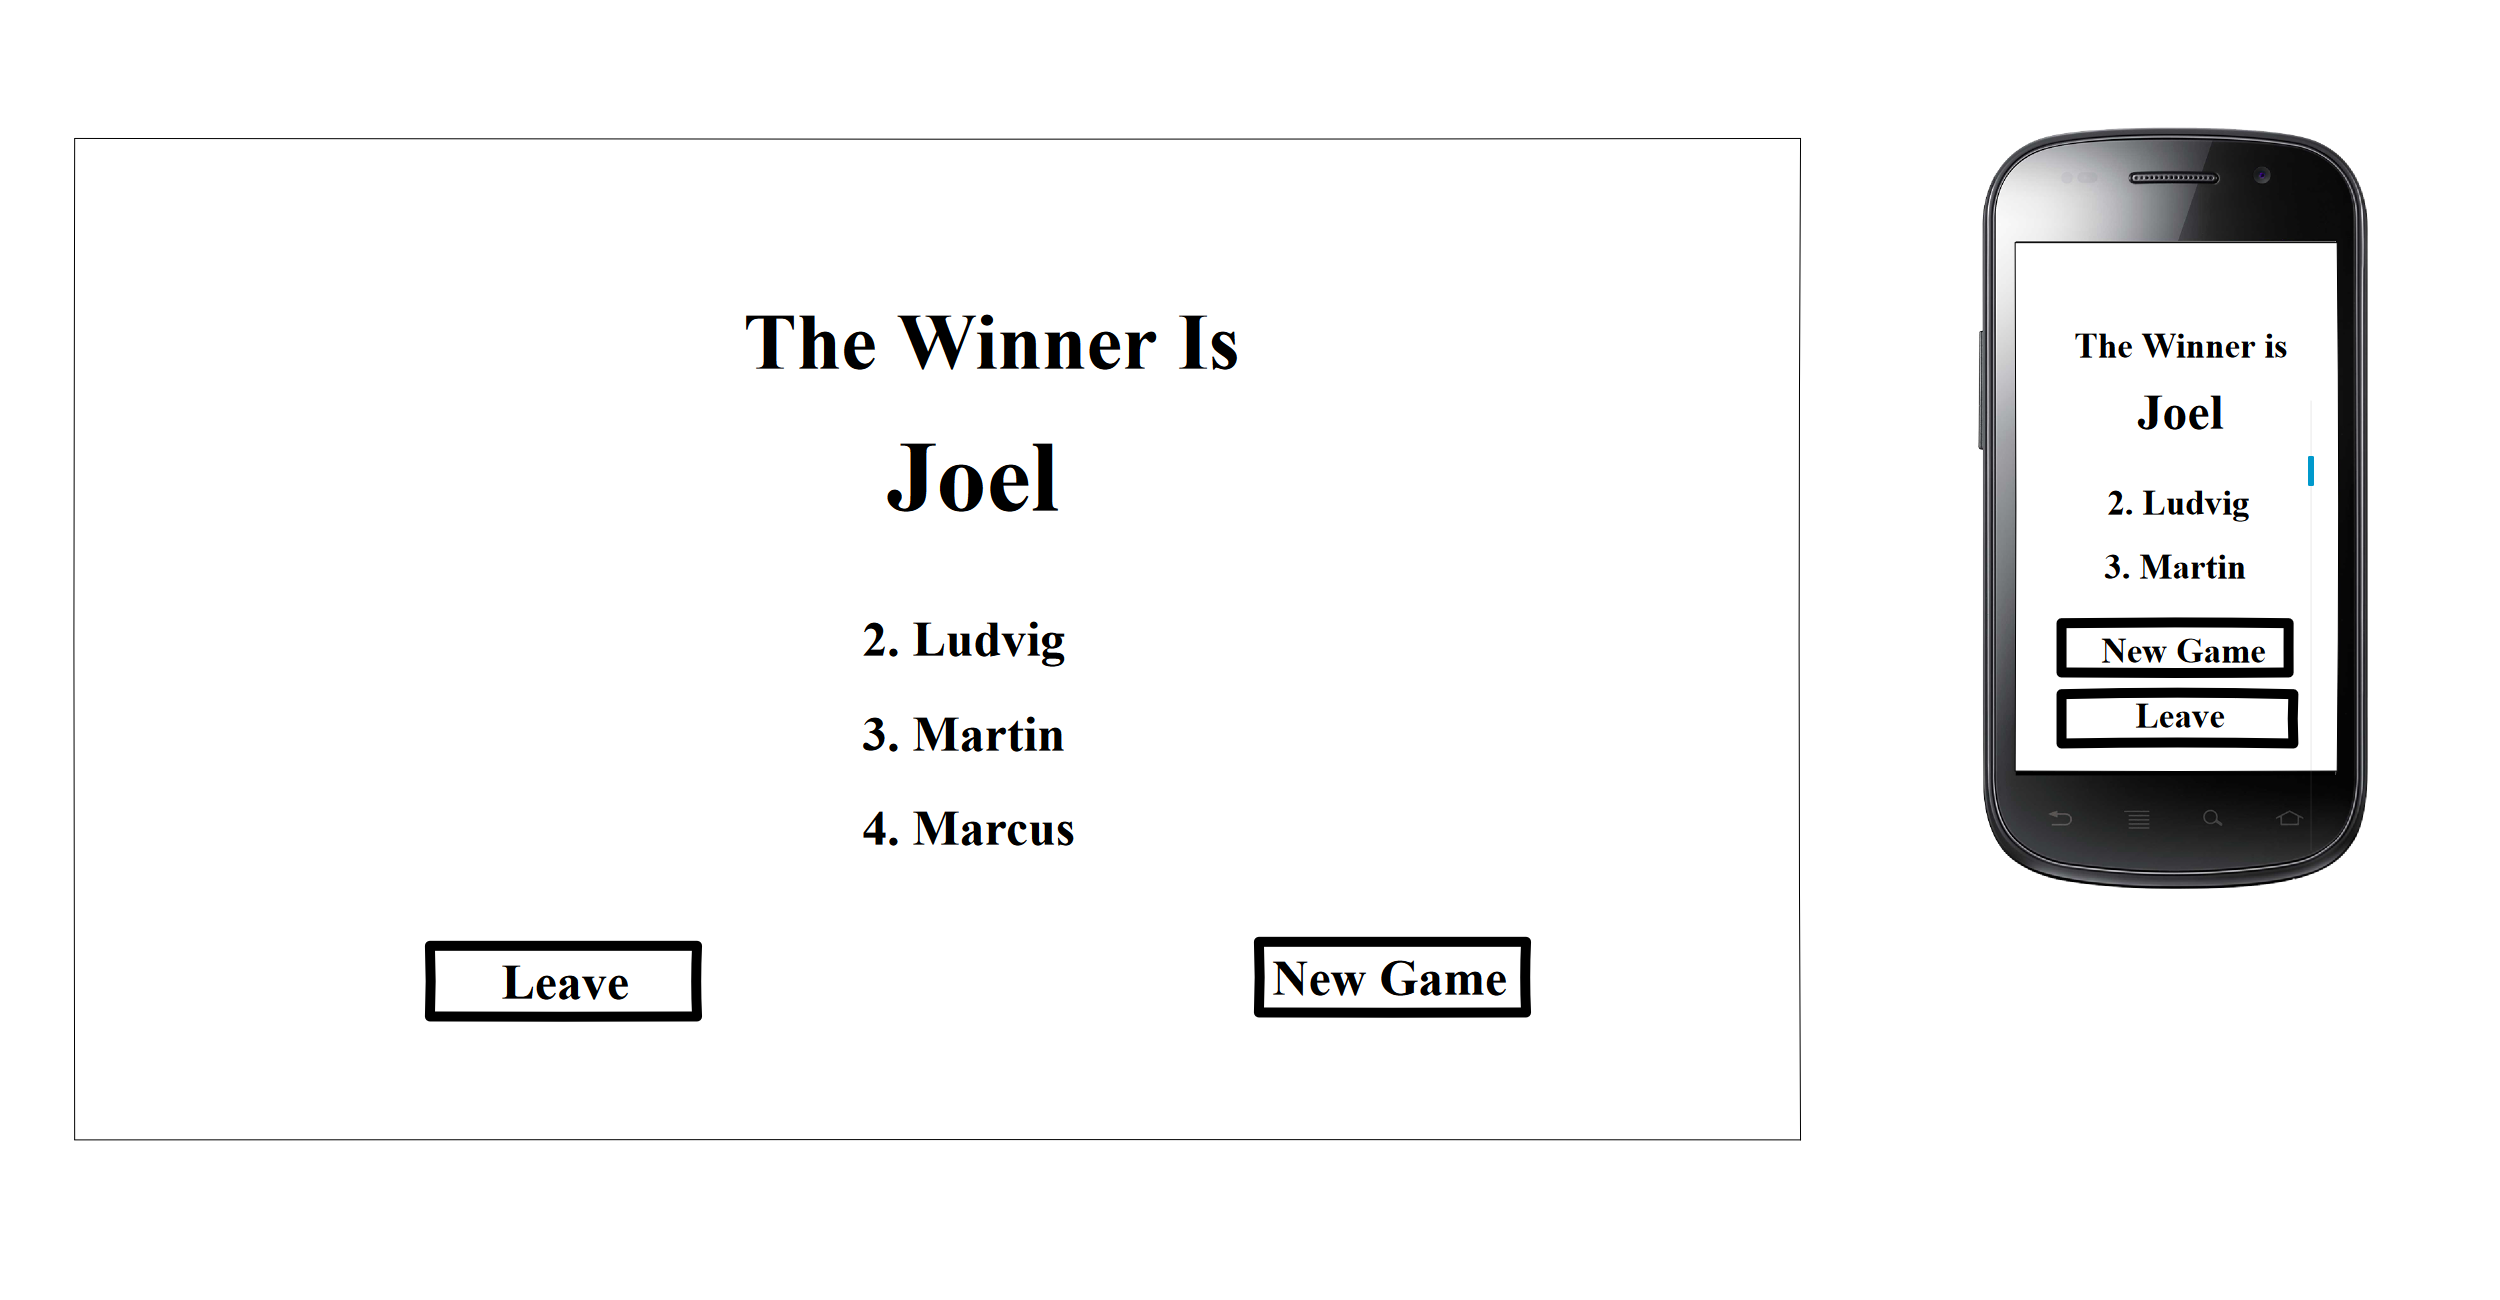 The Winner Is
Joel
2. Ludvig
3. Martin
4. Marcus
Leave
New Game
The Winner is
Joel
2. Ludvig
3. Martin
New Game
Leave